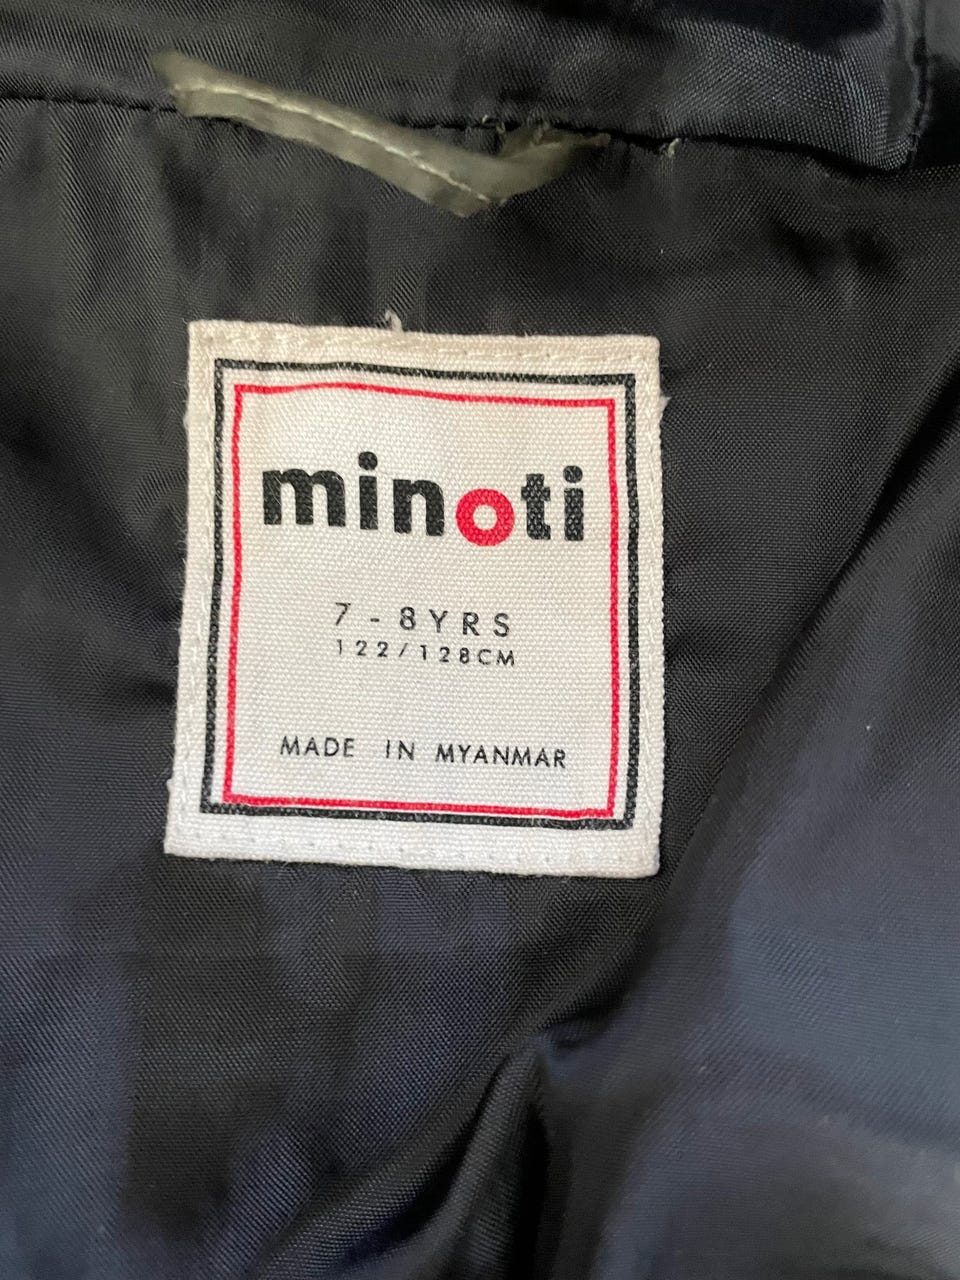 minoti
7 - 8YRS
122/128CM
MADE IN MYANMAR